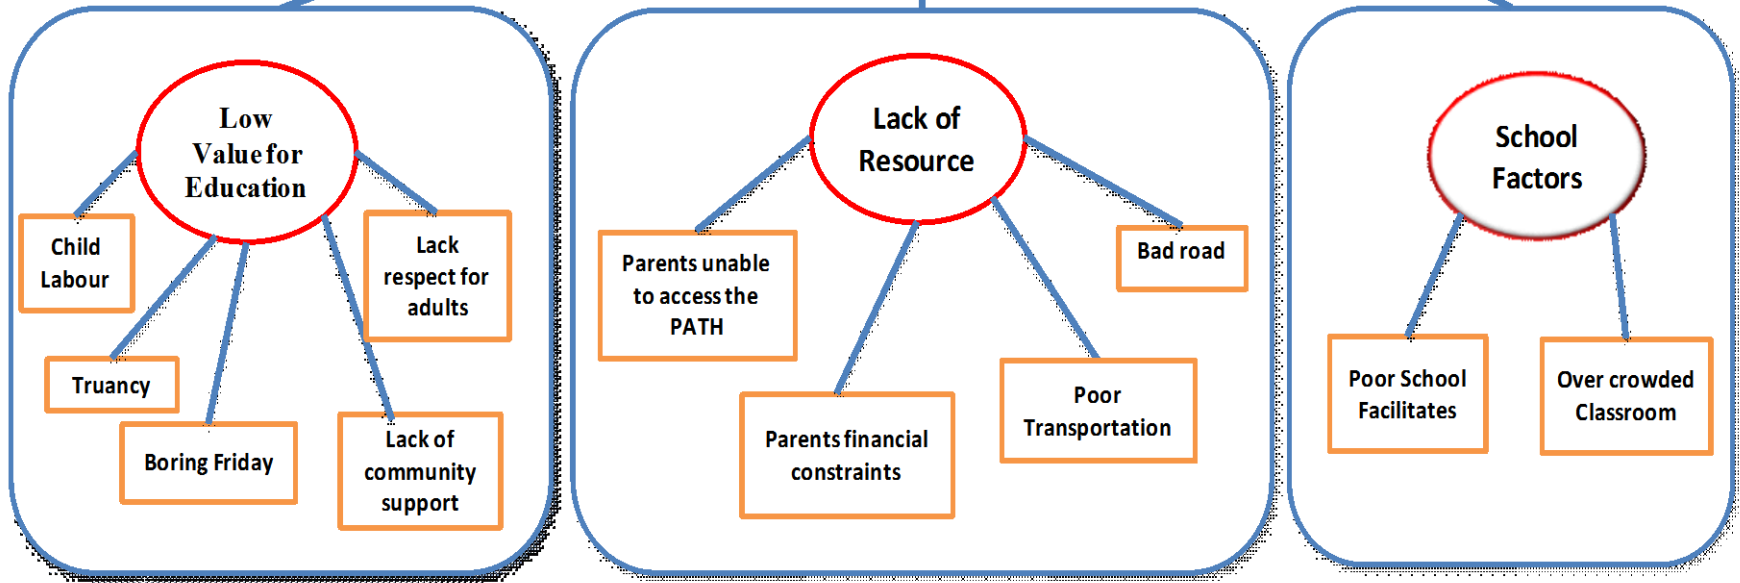 Low
Value for
Education
Child
Labour
Lack
respect for
adults
Truancy
Boring Friday
Lack of
community
support
Lack of
Resource
Parents unable
to access the
PATH
Bad road
Parents financial
constraints
Poor
Transportation
School
Factors
Poor School
Facilitates
Over crowded
Classroom